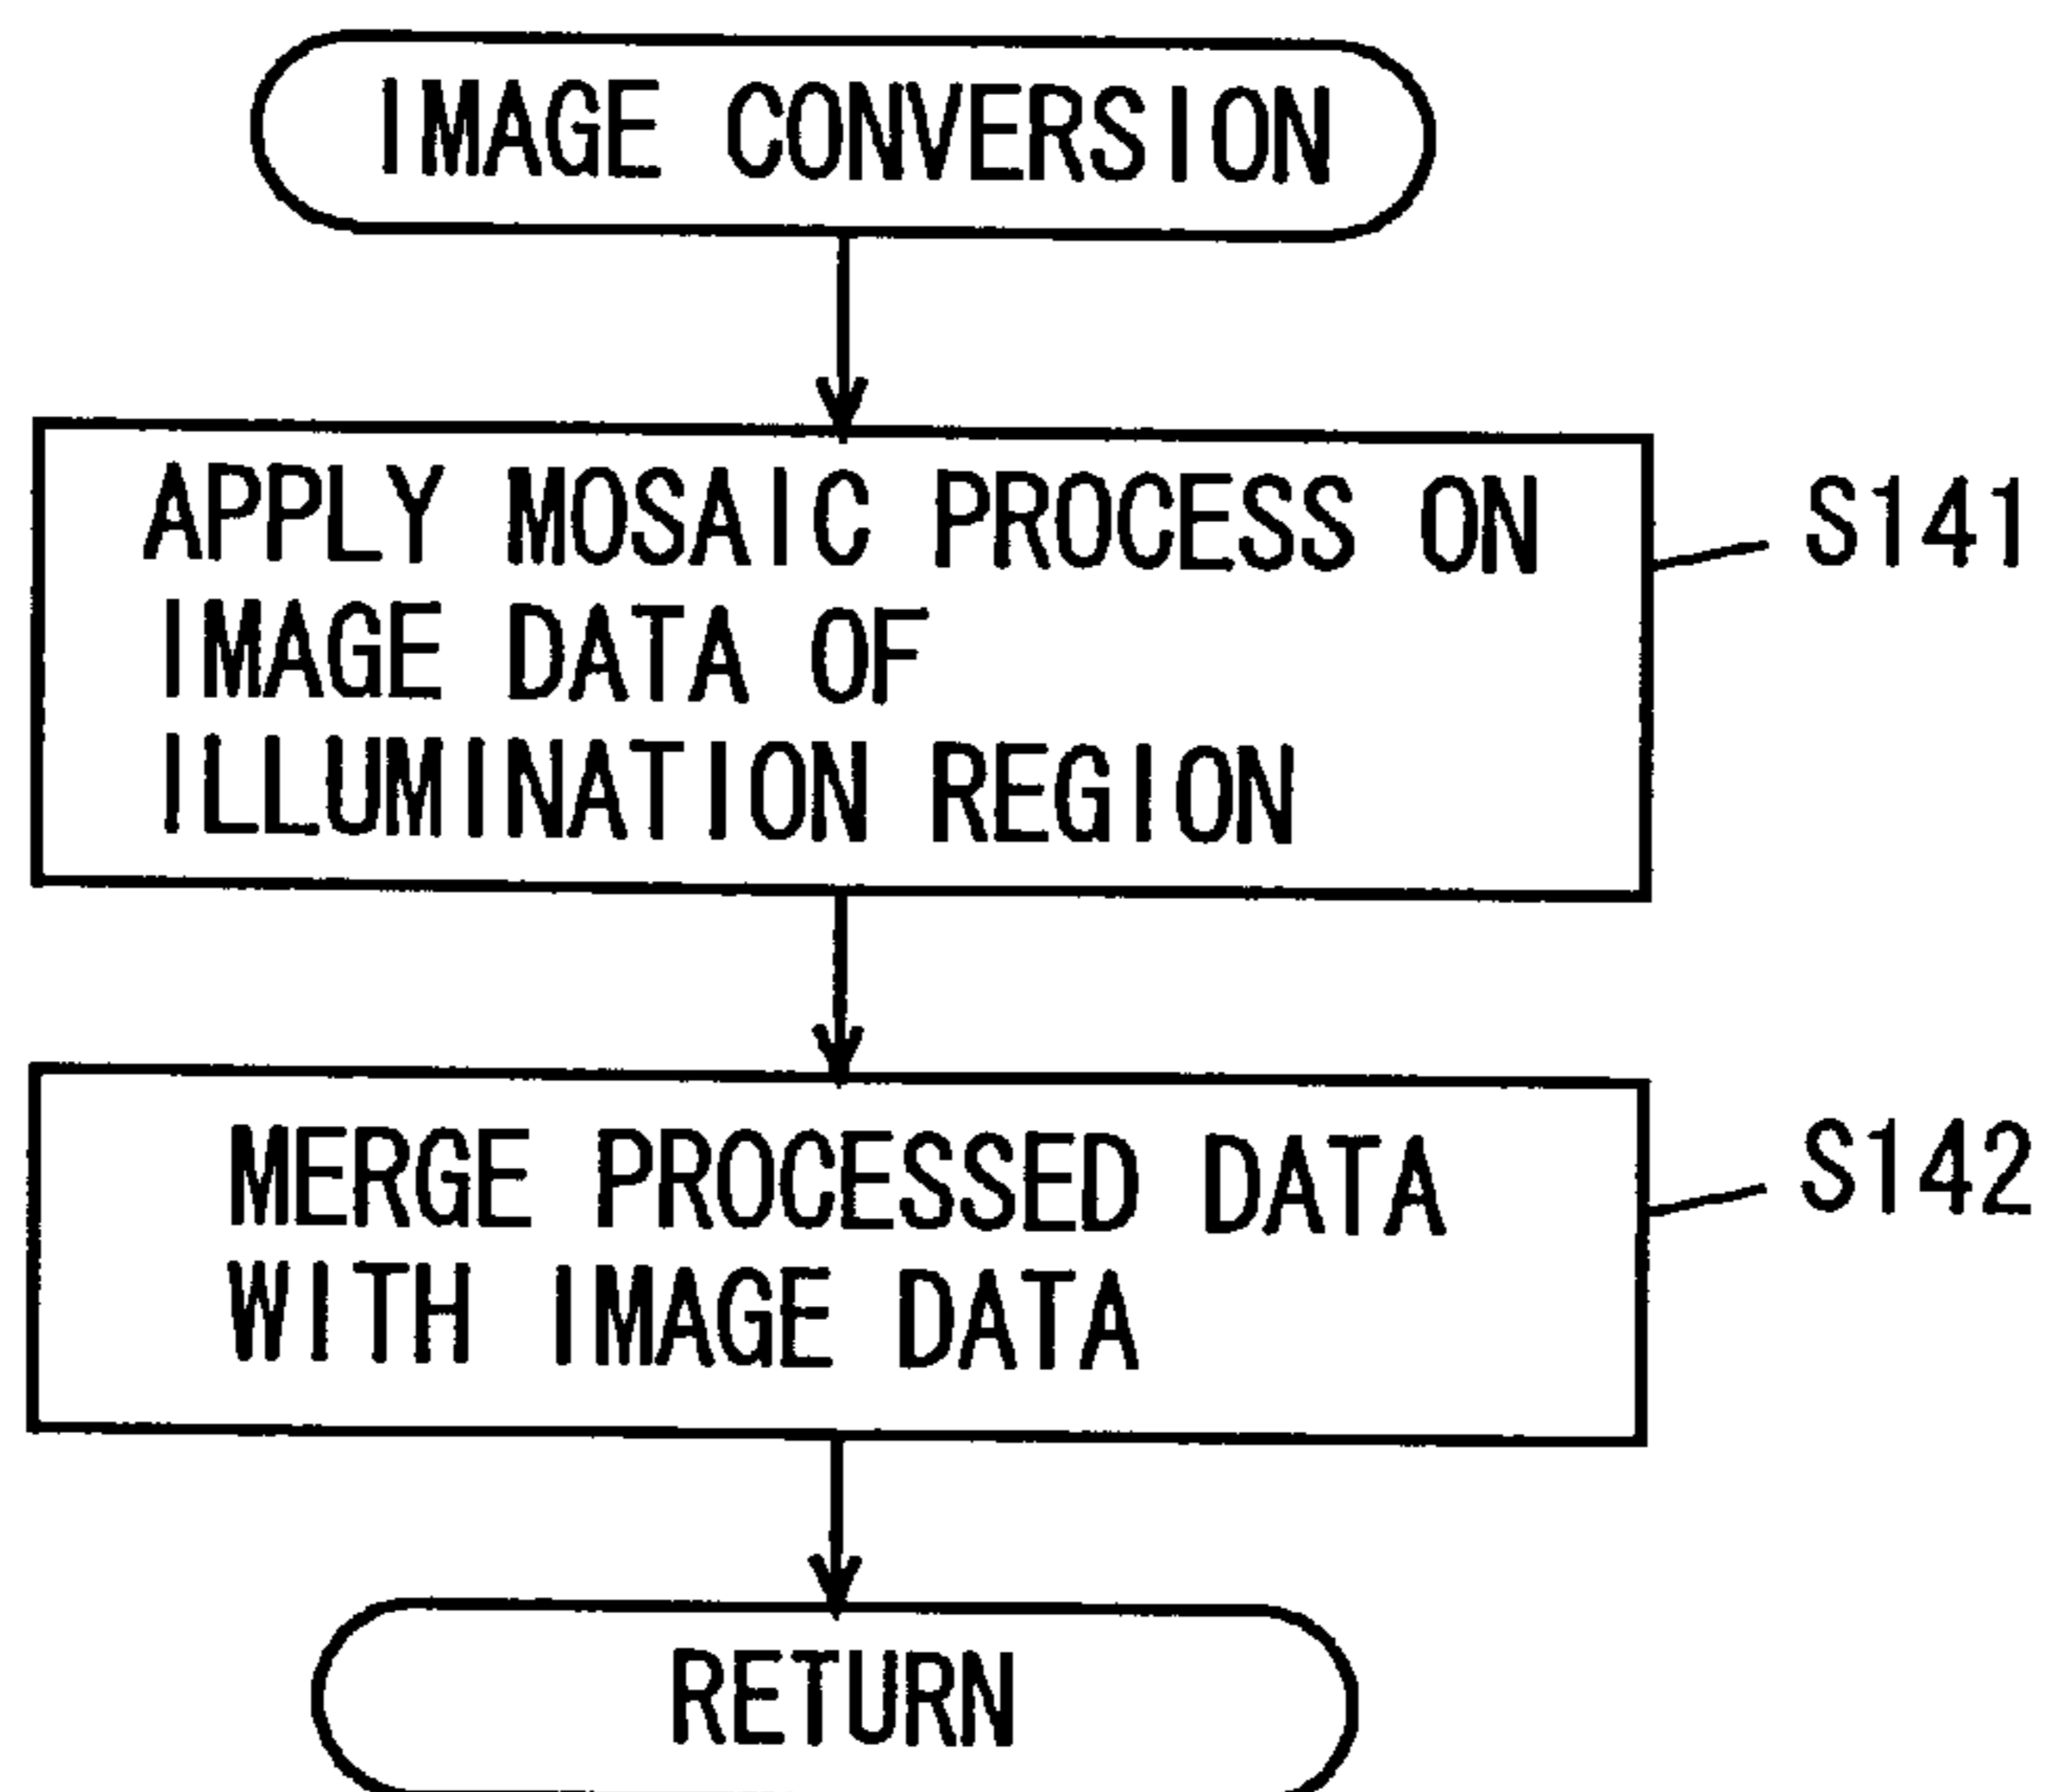 IMAGE CONVERSION
APPLY MOSAIC PROCESS ON
IMAGE DATA OF
ILLUMINATION REGION
S141
MERGE PROCESSED DATA
WITH IMAGE DATA
S142
RETURN